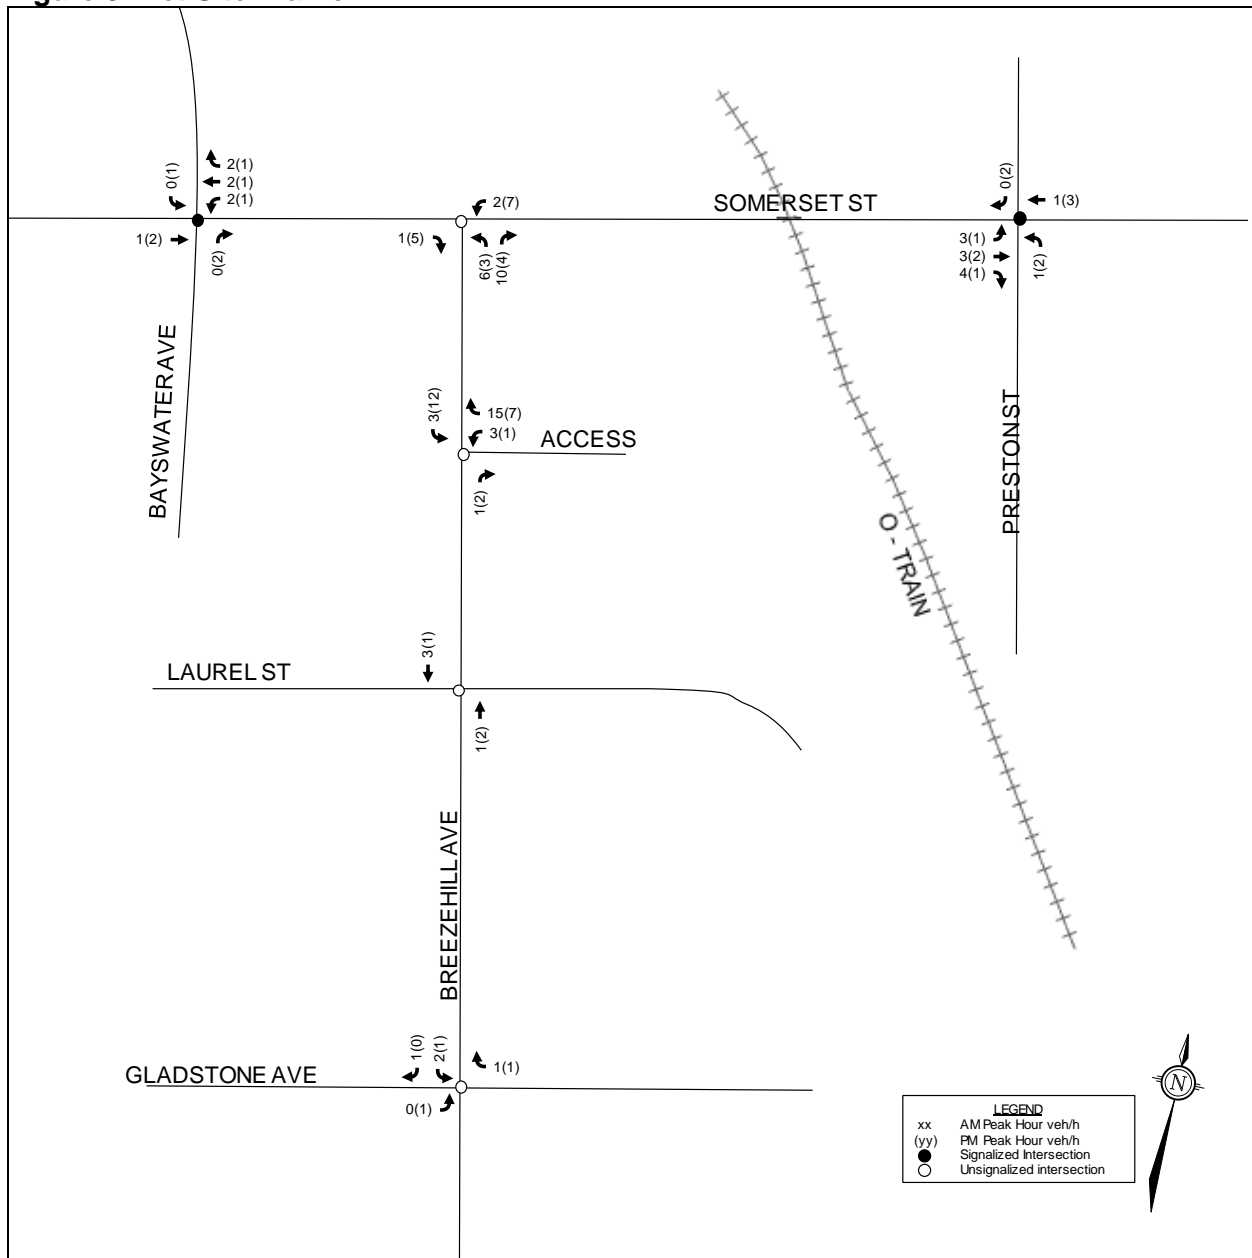 0(1)
2(1)
2(1)
2(1)
1(2)
0(2)
2(7)
1(5)
6(3)
10(4)
SOMERSET ST
0(2)
1(3)
3(1)
3(2)
4(1)
1(2)
BAYSWATER AVE
3(12)
15(7)
3(1)
ACCESS
1(2)
PRESTON ST
O - TRAIN
LAUREL ST
3(1)
1(2)
BREEZEHILL AVE
GLADSTONE AVE
1(0)
2(1)
1(1)
0(1)
N
LEGEND
xx AM Peak Hour veh/h
(yy) PM Peak Hour veh/h
Signalized Intersection
Unsignalized intersection